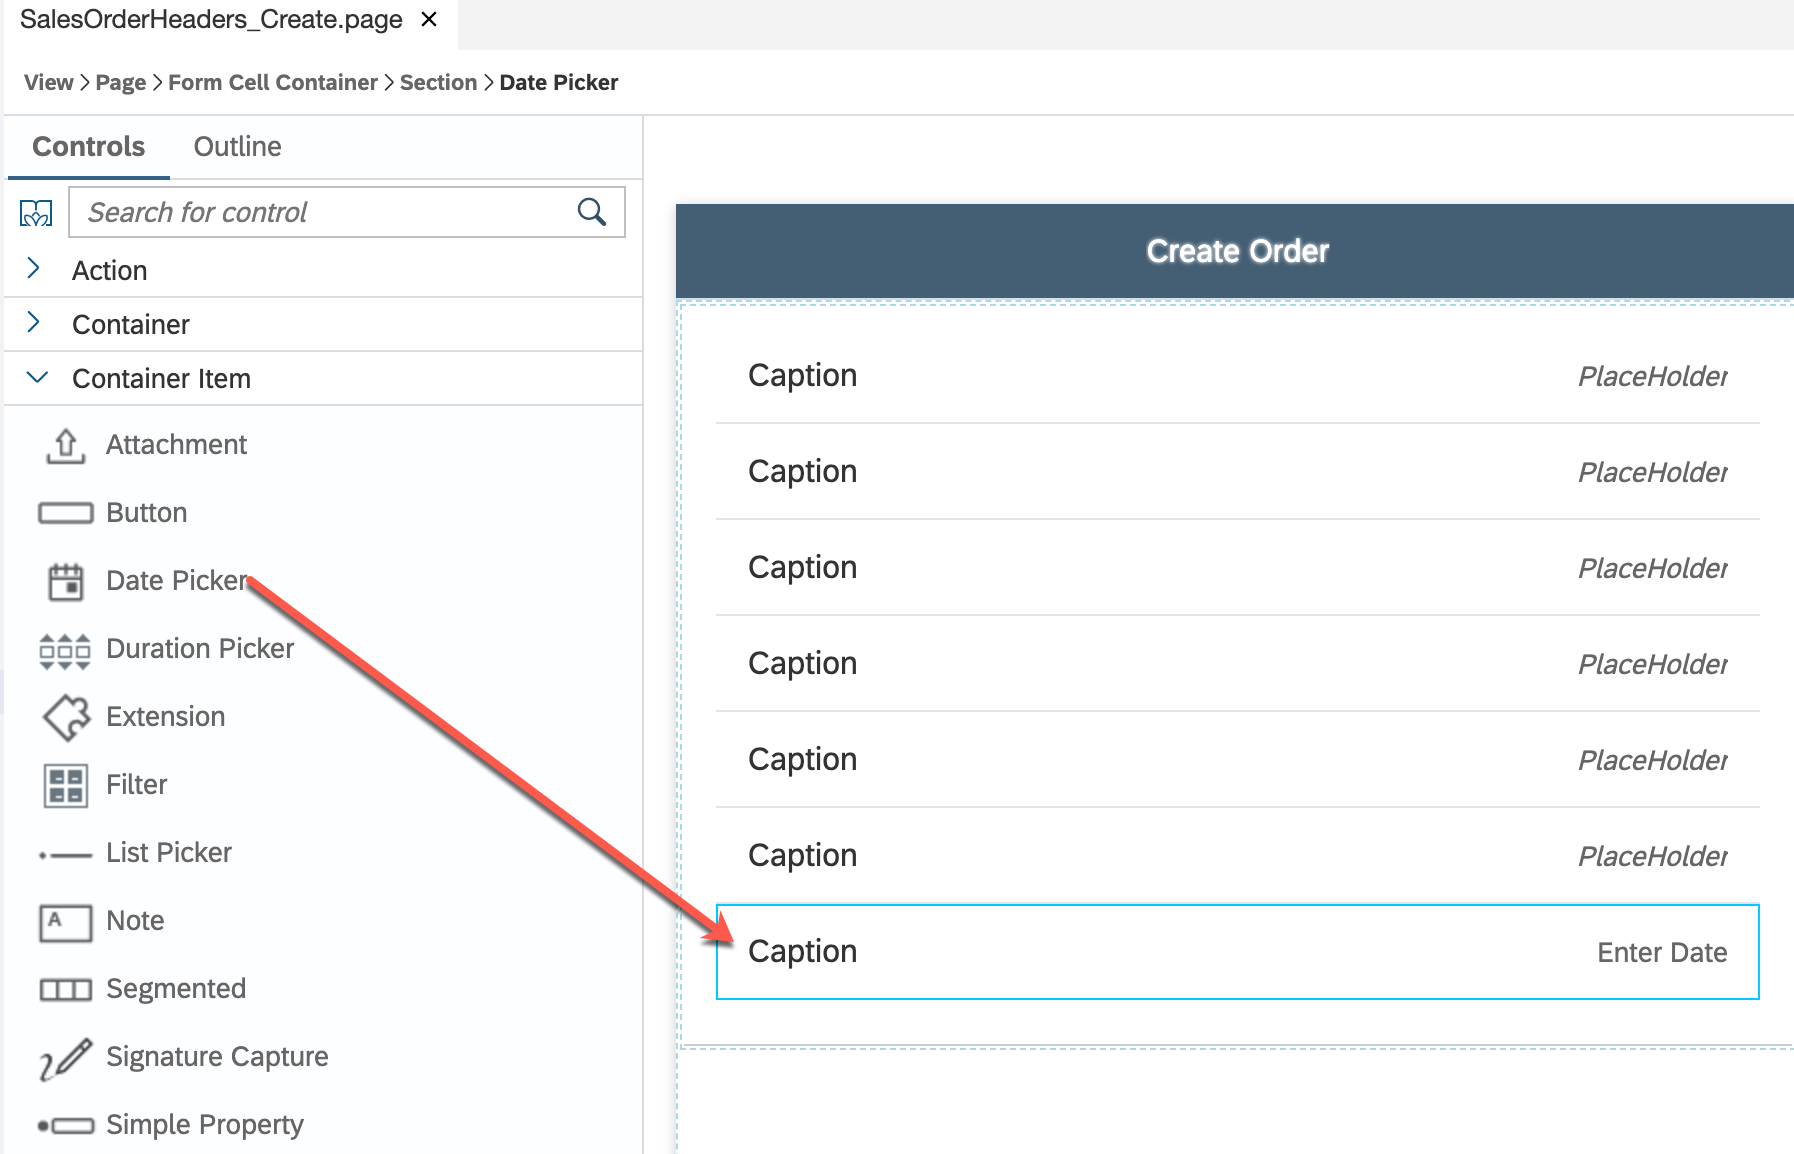 SalesOrderHeaders_Create.page ×
View > Page > Form Cell Container > Section > Date Picker
Controls Outline
Search for control
Action
Container
Container Item
Attachment
Button
Date Picker
Duration Picker
Extension
Filter
List Picker
A Note
Segmented
Signature Capture
Simple Property
Create Order
Caption PlaceHolder
Caption PlaceHolder
Caption PlaceHolder
Caption PlaceHolder
Caption PlaceHolder
Caption PlaceHolder
Caption Enter Date